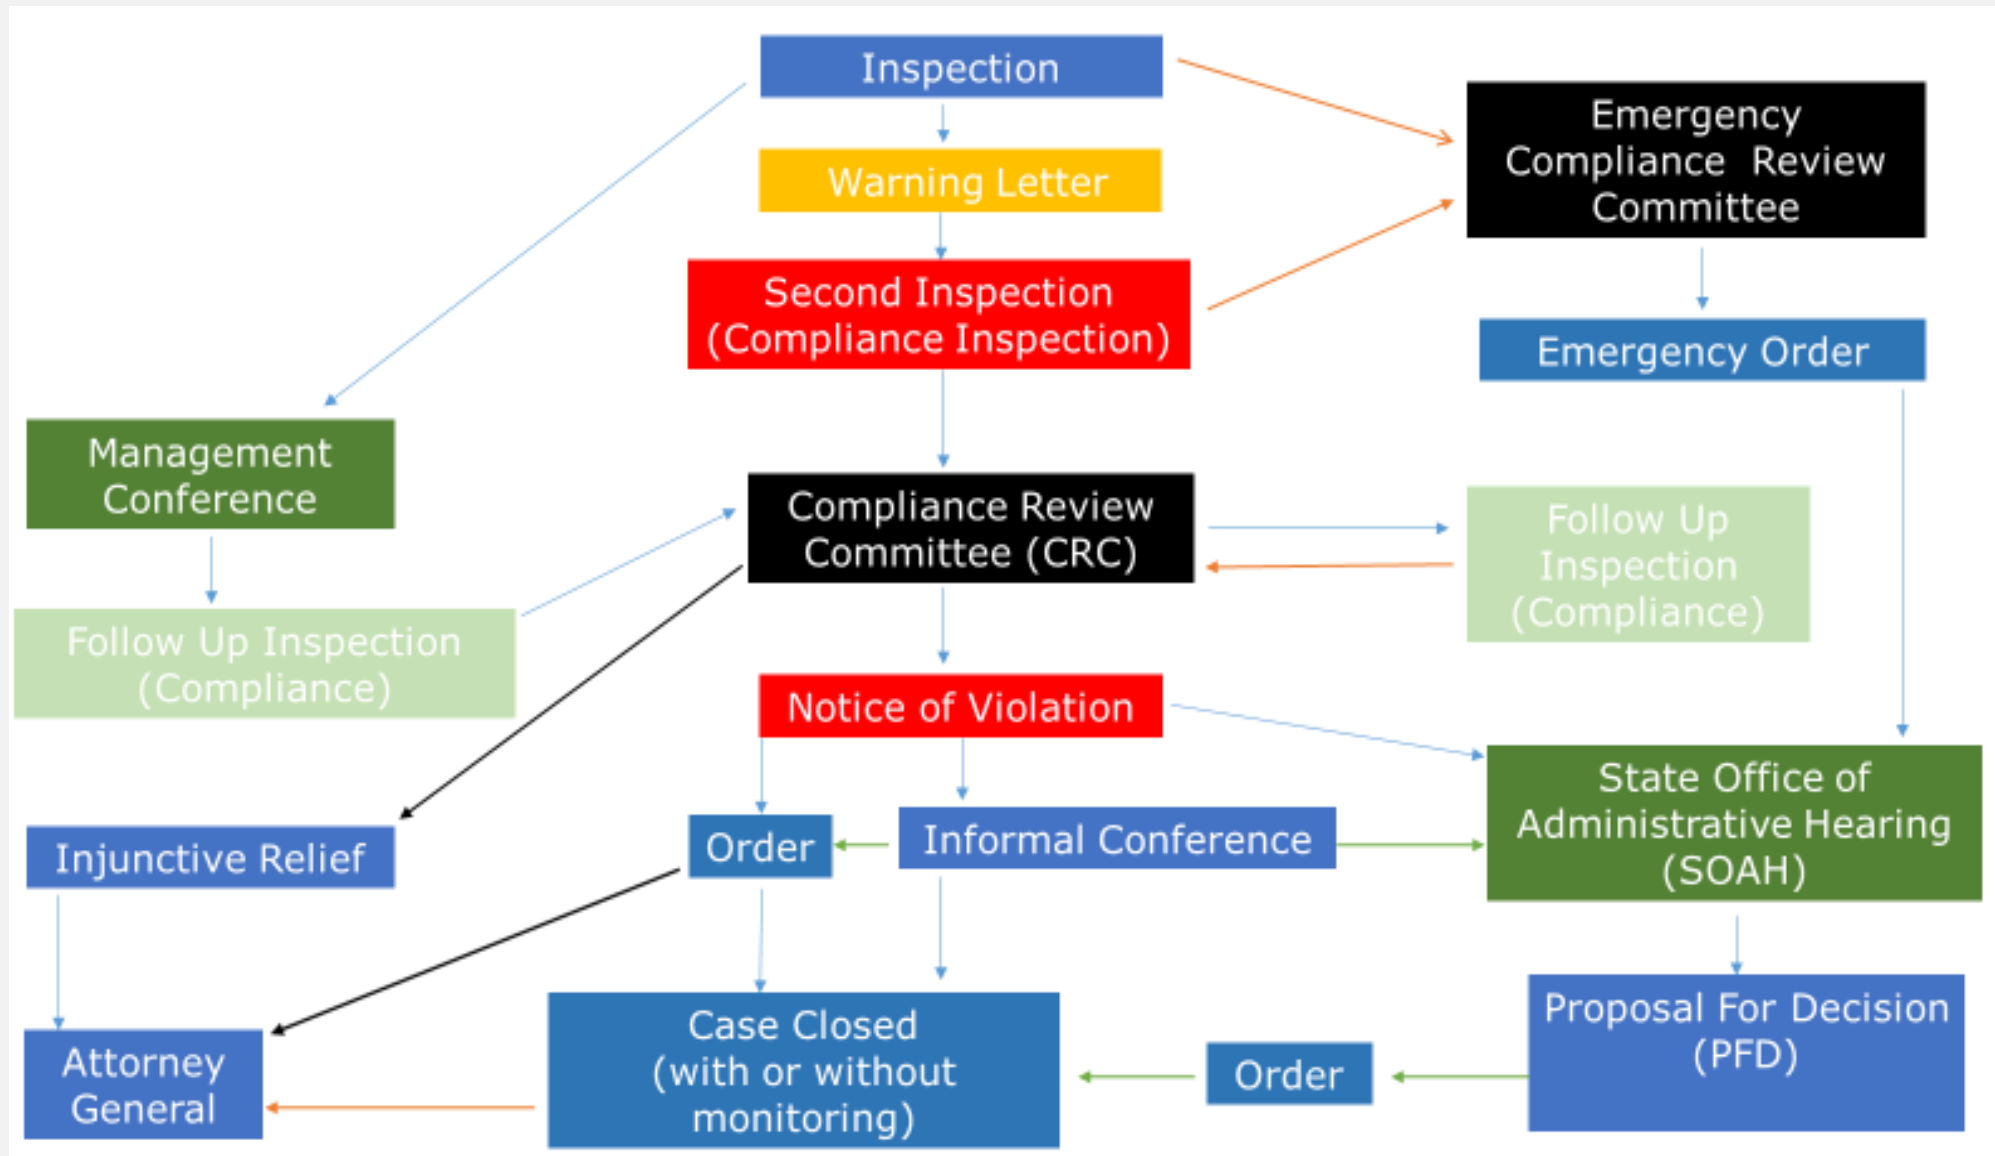 Inspection
Emergency
Compliance Review
Committee
Warning Letter
Second Inspection
(Compliance Inspection)
Emergency Order
Management
Conference
Compliance Review
Committee (CRC)
Follow Up
Inspection
(Compliance)
Follow Up Inspection
(Compliance)
Notice of Violation
State Office of
Administrative Hearing
(SOAH)
Injunctive Relief
Order
Informal Conference
Proposal For Decision
(PFD)
Attorney
General
Case Closed
(with or without
monitoring)
Order